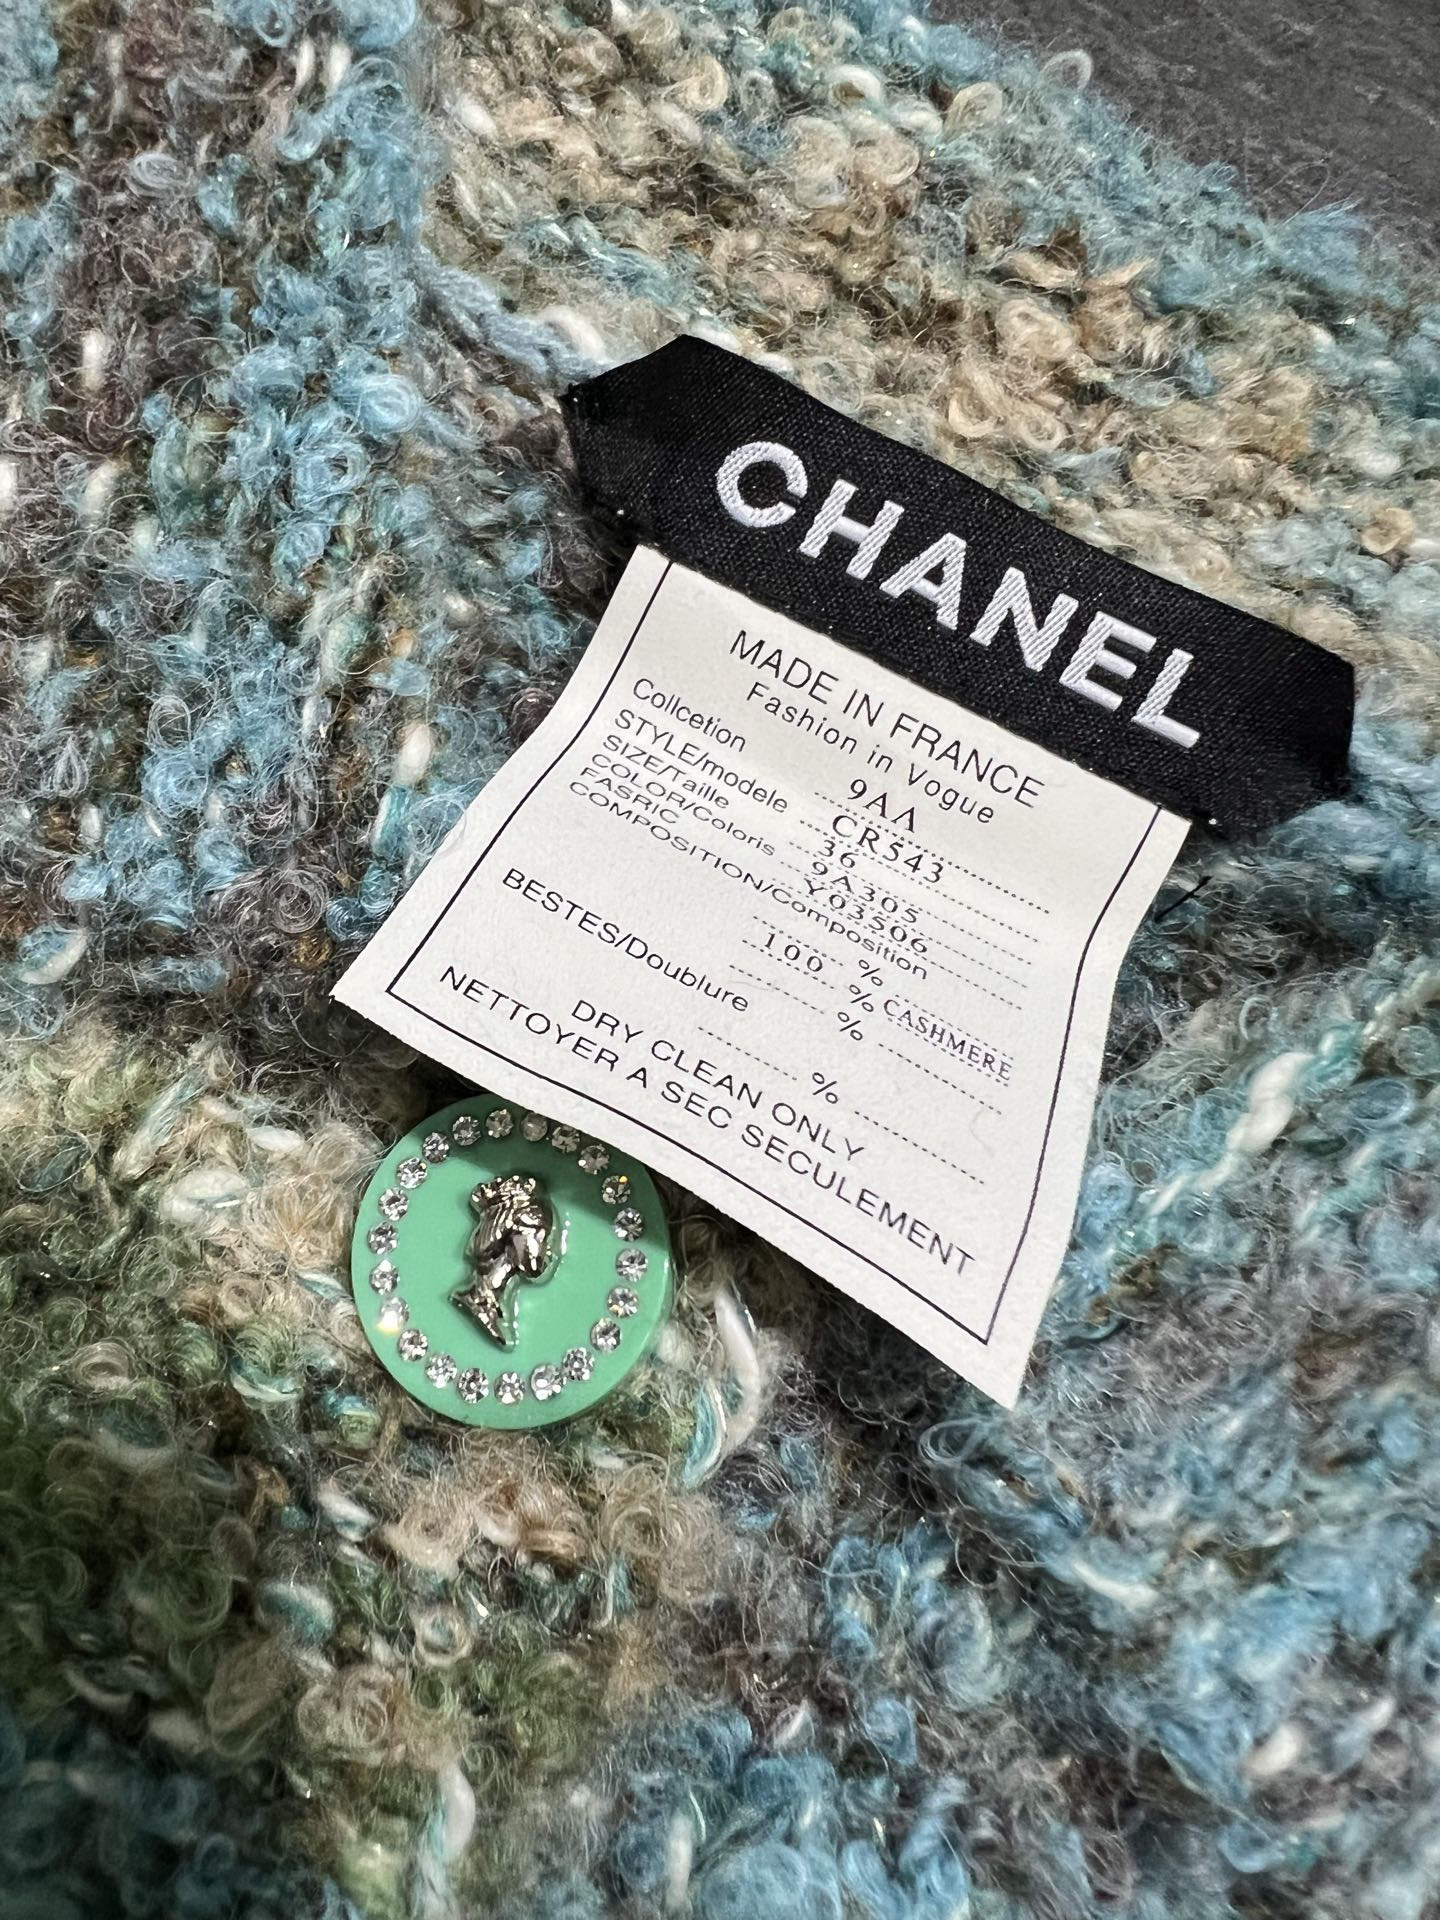 CHANEL
MADE IN FRANCE
Fashion in Vogue
Collcetion 9AA
STYLE/modele CR543
SIZE/Taille 36
COLOR/Coloris 9A305
FASRIC Y03506
COMPOSITION/Composition
%
100 % CASHMERE
%
BESTES/Doublure
%
DRY CLEAN ONLY
NETTOYER A SEC SECULEMENT